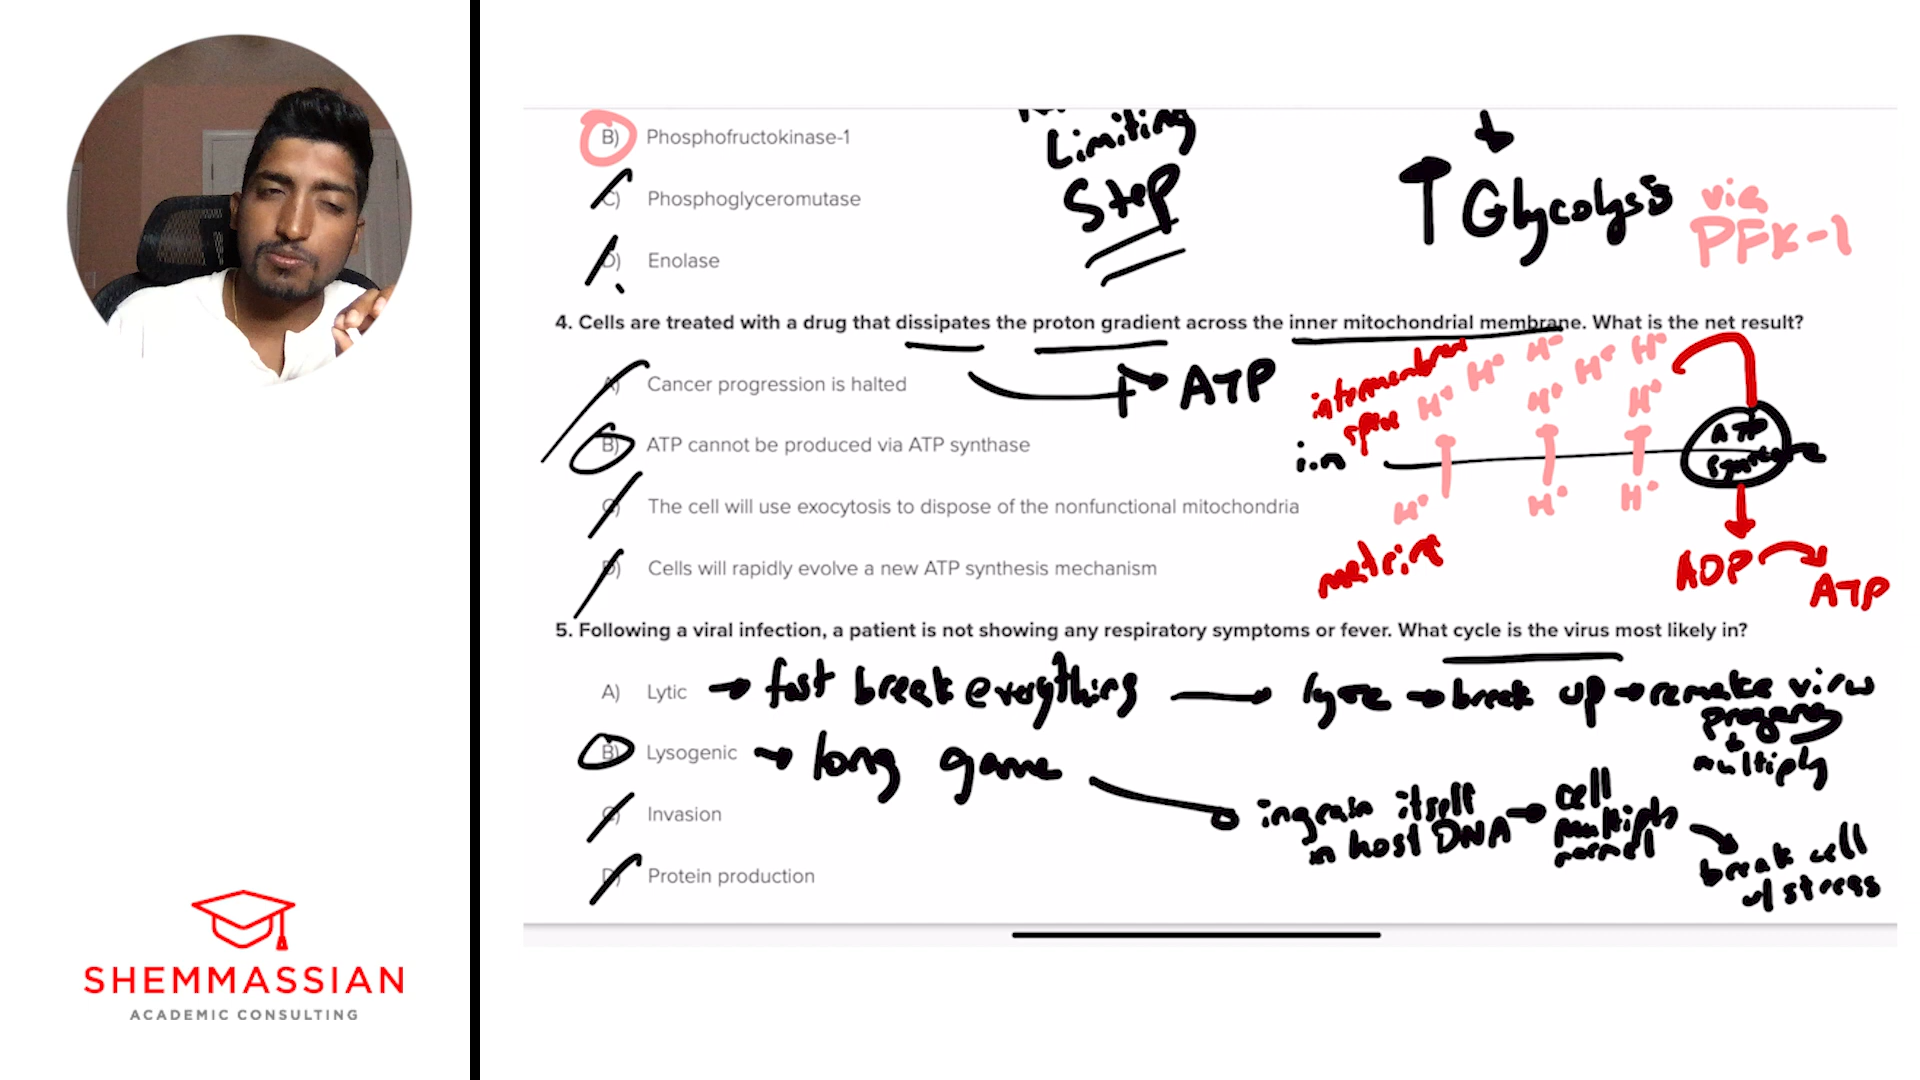 B) Phosphofructokinase-1
Limiting
Step
↑ Glycolysis
via
PFK-1
C) Phosphoglyceromutase
D) Enolase
4. Cells are treated with a drug that dissipates the proton gradient across the inner mitochondrial membrane. What is the net result?
A) Cancer progression is halted
ATP
B) ATP cannot be produced via ATP synthase
C) The cell will use exocytosis to dispose of the nonfunctional mitochondria
D) Cells will rapidly evolve a new ATP synthesis mechanism
H+ H+ H+ H+
H+ H+ H+
i.m
ATP
H+ H+ H+
matrix
ADP
ATP
5. Following a viral infection, a patient is not showing any respiratory symptoms or fever. What cycle is the virus most likely in?
A) Lytic → fast break everything → lyse → break up → remake virus
progeny
+
multiply
B) Lysogenic → long game
ingrain itself → cell
in host DNA multiply
normal
break cell
w/ stress
C) Invasion
D) Protein production
SHEMMASSIAN
ACADEMIC CONSULTING